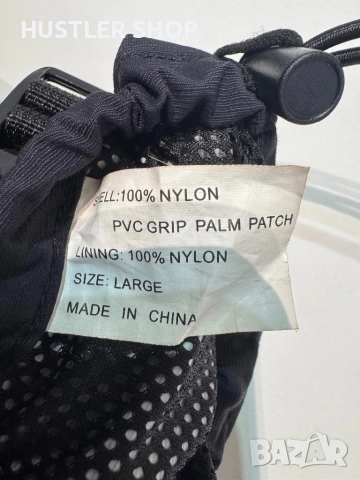 HUSTLER SHOP
SHELL:100% NYLON
PVC GRIP PALM PATCH
LINING: 100% NYLON
SIZE: LARGE
MADE IN CHINA
BAZAR